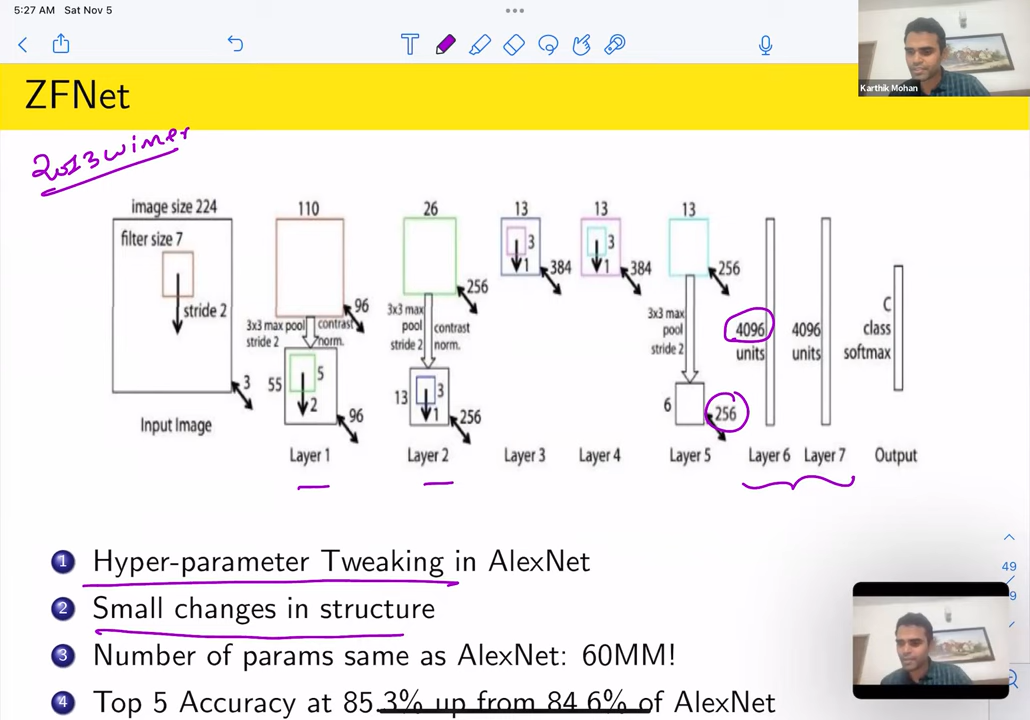 5:27 AM Sat Nov 5
T
Karthik Mohan
ZFNet
2013 winner
image size 224
filter size 7
stride 2
3
Input Image
110
96
3x3 max pool
stride 2
contrast
norm.
55
5
2
96
Layer 1
26
256
3x3 max
pool
stride 2
contrast
norm.
13
3
1
256
Layer 2
13
3
1
384
Layer 3
13
3
1
384
Layer 4
13
256
3x3 max
pool
stride 2
6
256
Layer 5
4096
units
Layer 6
4096
units
Layer 7
C
class
softmax
Output
1 Hyper-parameter Tweaking in AlexNet
2 Small changes in structure
3 Number of params same as AlexNet: 60MM!
4 Top 5 Accuracy at 85.3% up from 84.6% of AlexNet
49